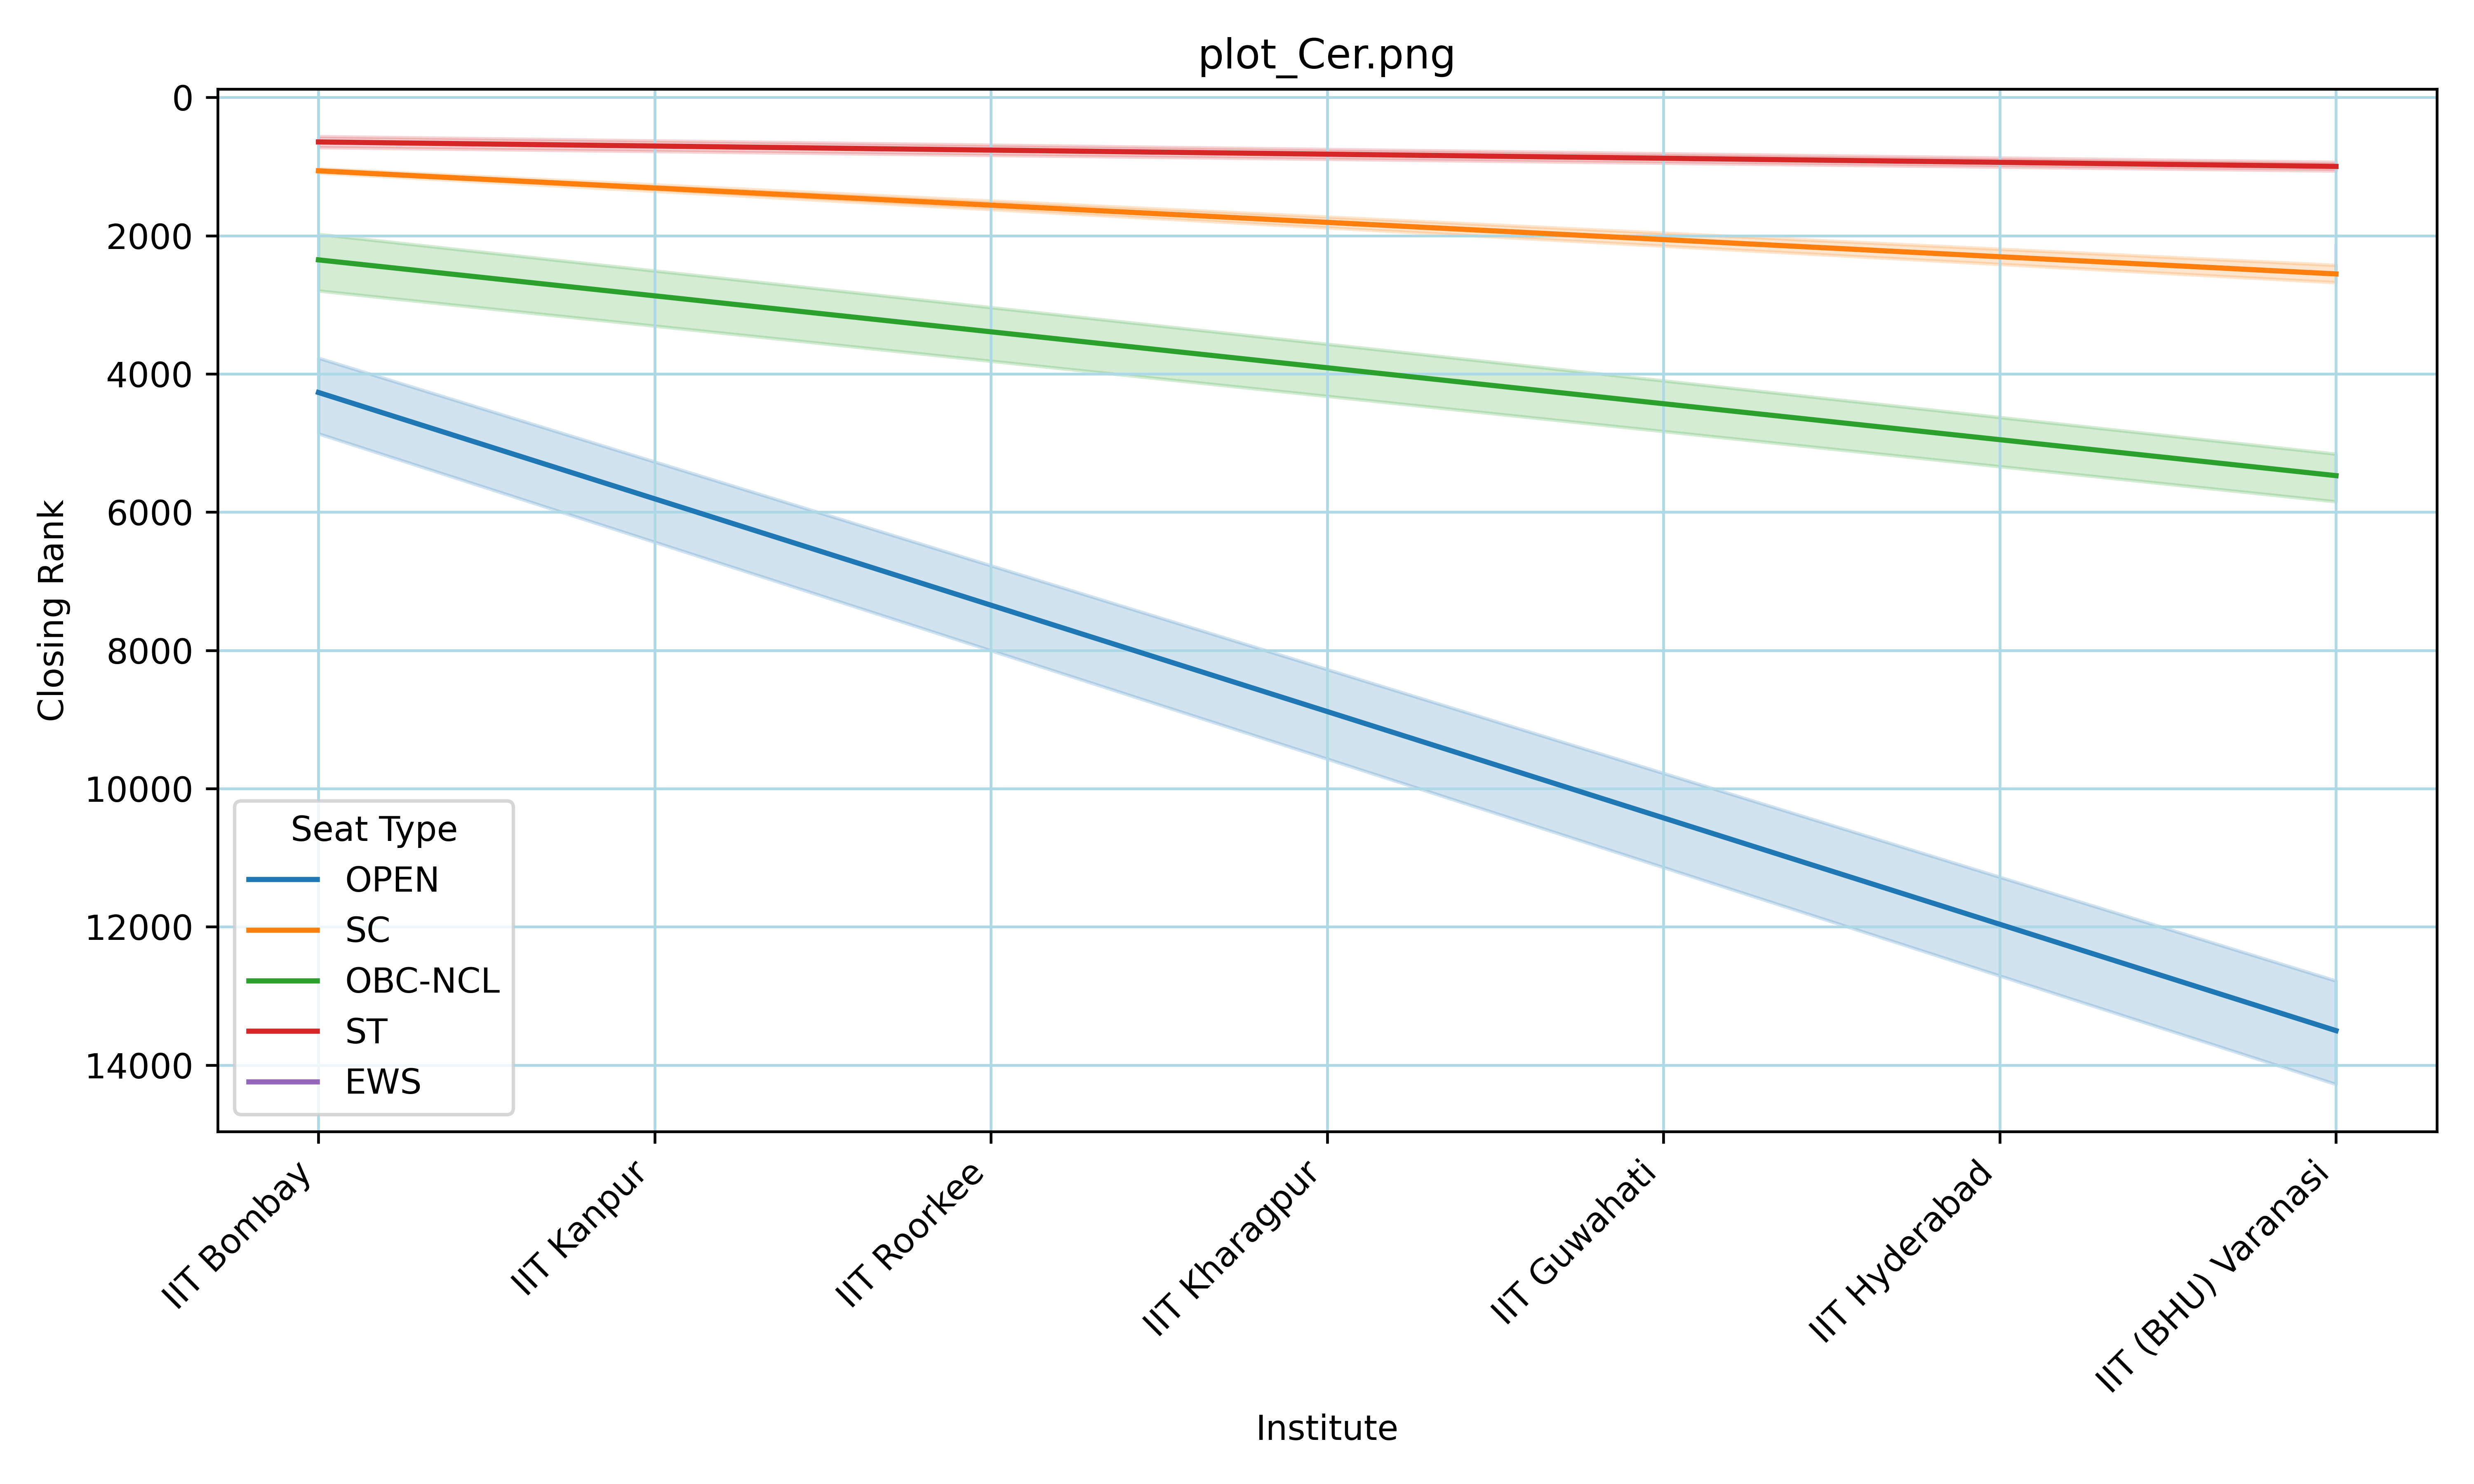 plot_Cer.png
0
2000
4000
6000
8000
10000
12000
14000
Closing Rank
Seat Type
OPEN
SC
OBC-NCL
ST
EWS
IIT Bombay
IIT Kanpur
IIT Roorkee
IIT Kharagpur
IIT Guwahati
IIT Hyderabad
IIT (BHU) Varanasi
Institute